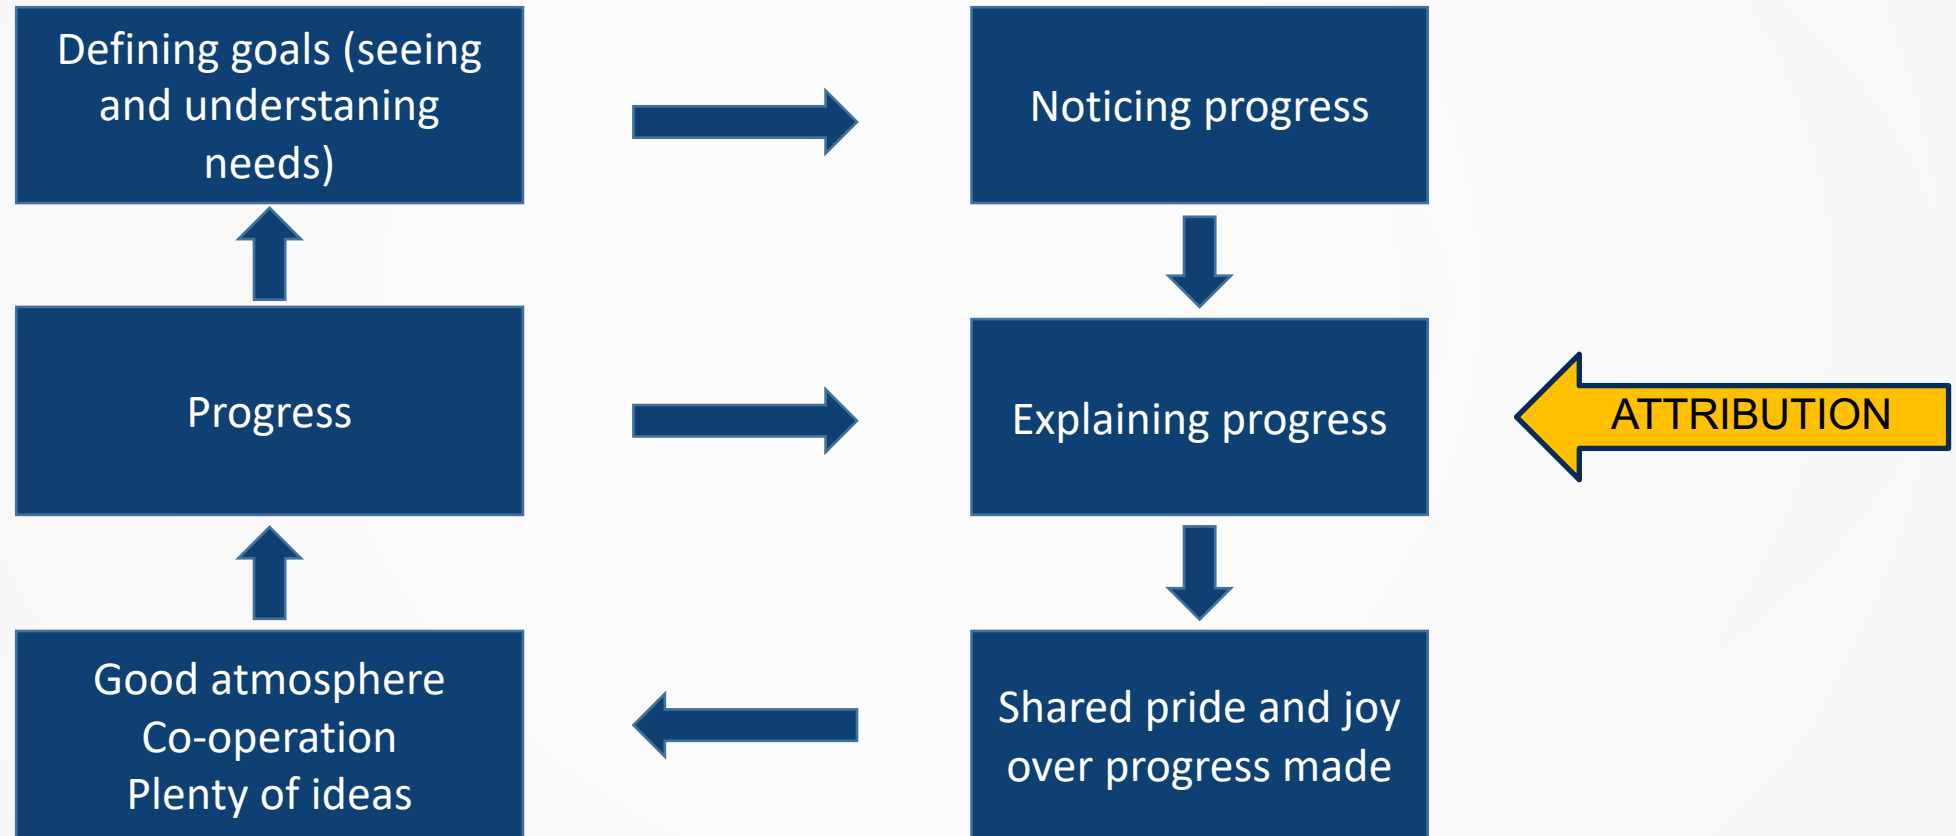 Defining goals (seeing
and understaning
needs)
Noticing progress
Progress
Explaining progress
ATTRIBUTION
Good atmosphere
Co-operation
Plenty of ideas
Shared pride and joy
over progress made